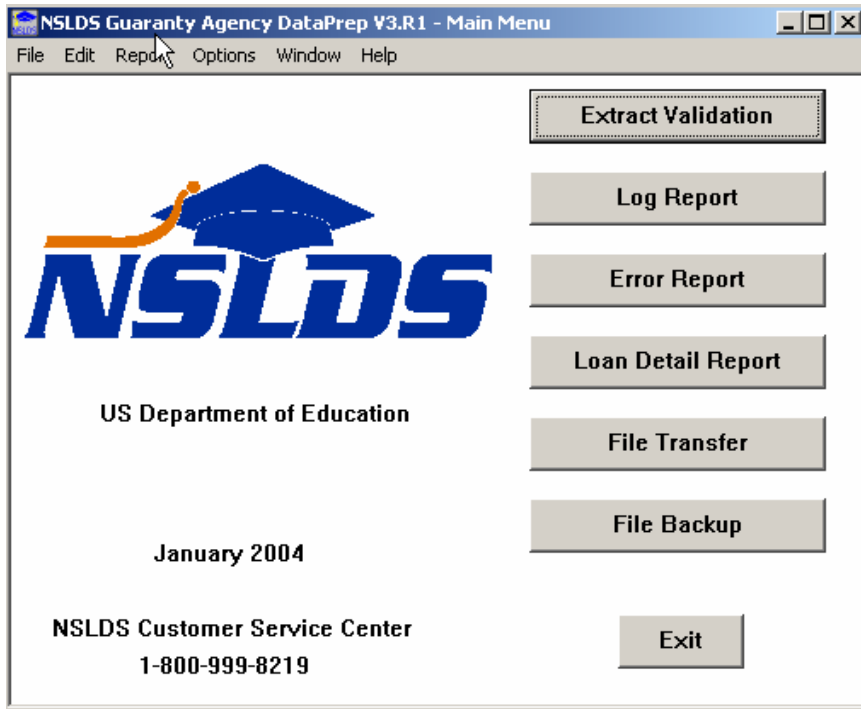 NSLDS Guaranty Agency DataPrep V3.R1 - Main Menu
File Edit Report Options Window Help
Extract Validation
Log Report
Error Report
Loan Detail Report
File Transfer
File Backup
Exit
NSLDS
US Department of Education
January 2004
NSLDS Customer Service Center
1-800-999-8219